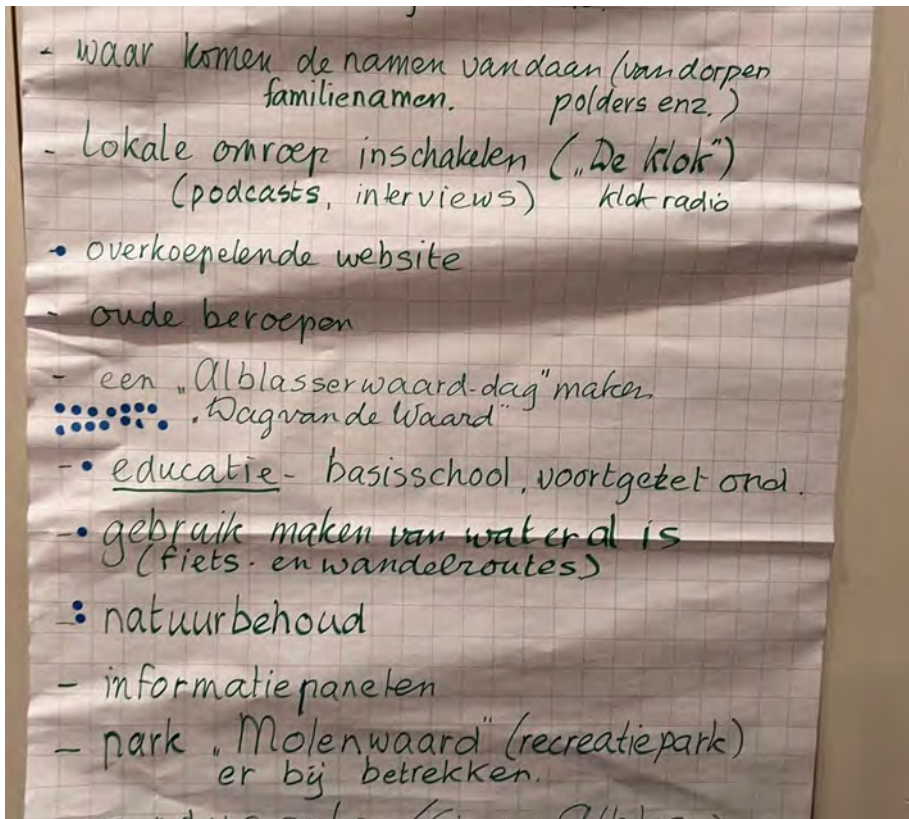 - waar komen de namen vandaan (van dorpen
familienamen. polders enz.)
- Lokale omroep inschakelen („De Klok")
(podcasts, interviews) klok radio
- overkoepelende website
- oude beroepen
- een „Alblasserwaard-dag" maken
„Dag van de Waard"
- educatie - basisschool, voortgezet ond.
- gebruik maken van wat er al is
(fiets- en wandelroutes)
- natuurbehoud
- informatiepanelen
- park „Molenwaard" (recreatiepark)
er bij betrekken.